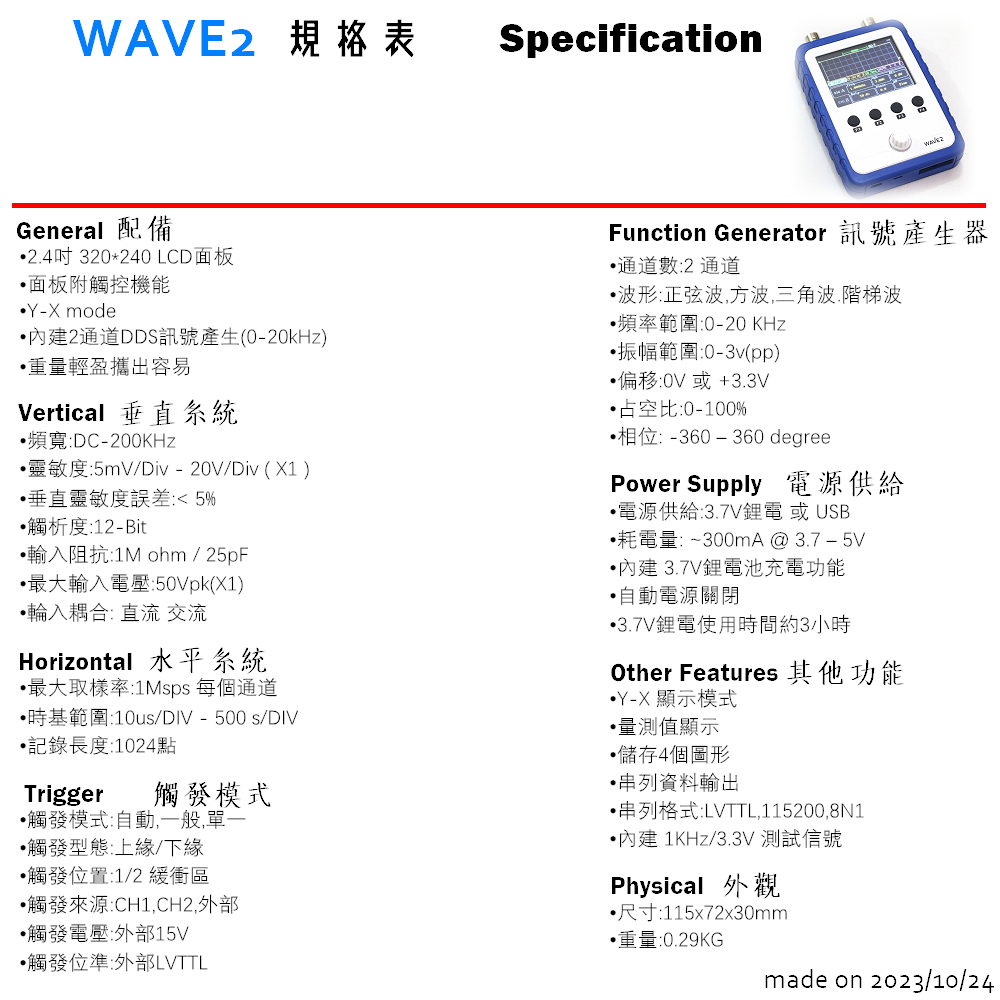 WAVE2 規格表 Specification
General 配備
•2.4吋 320*240 LCD面板
•面板附觸控機能
•Y-X mode
•內建2通道DDS訊號產生(0-20kHz)
•重量輕盈攜出容易
Vertical 垂直系統
•頻寬:DC-200KHz
•靈敏度:5mV/Div - 20V/Div ( X1 )
•垂直靈敏度誤差:< 5%
•觸析度:12-Bit
•輸入阻抗:1M ohm / 25pF
•最大輸入電壓:50Vpk(X1)
•輪入耦合: 直流 交流
Horizontal 水平系統
•最大取樣率:1Msps 每個通道
•時基範圍:10us/DIV - 500 s/DIV
•記錄長度:1024點
Trigger 觸發模式
•觸發模式:自動,一般,單一
•觸發型態:上緣/下緣
•觸發位置:1/2 緩衝區
•觸發來源:CH1,CH2,外部
•觸發電壓:外部15V
•觸發位準:外部LVTTL
Function Generator 訊號產生器
•通道數:2 通道
•波形:正弦波,方波,三角波.階梯波
•頻率範圍:0-20 KHz
•振幅範圍:0-3v(pp)
•偏移:0V 或 +3.3V
•占空比:0-100%
•相位: -360 – 360 degree
Power Supply 電源供給
•電源供給:3.7V鋰電 或 USB
•耗電量: ~300mA @ 3.7 – 5V
•內建 3.7V鋰電池充電功能
•自動電源關閉
•3.7V鋰電使用時間約3小時
Other Features 其他功能
•Y-X 顯示模式
•量測值顯示
•儲存4個圖形
•串列資料輸出
•串列格式:LVTTL,115200,8N1
•內建 1KHz/3.3V 測試信號
Physical 外觀
•尺寸:115x72x30mm
•重量:0.29KG
made on 2023/10/24
WAVE2